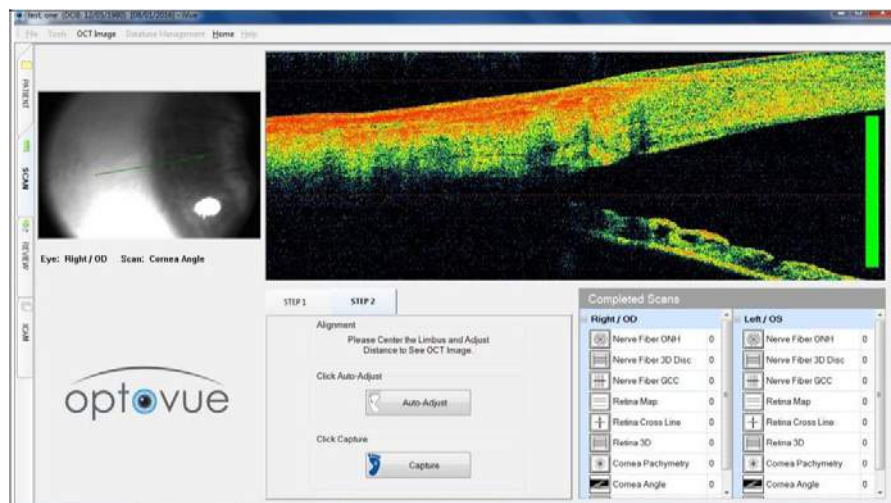 File Tools OCT Image Database Management Home Help
PATIENT
SCAN
REVIEW
Eye: Right / OD Scan: Cornea Angle
optovue
STEP 1 STEP 2
Alignment
Please Center the Limbus and Adjust
Distance to See OCT Image.
Click Auto-Adjust
Auto-Adjust
Click Capture
Capture
Completed Scans
Right / OD
Nerve Fiber ONH 0
Nerve Fiber 3D Disc 0
Nerve Fiber GCC 0
Retina Map 0
Retina Cross Line 0
Retina 3D 0
Cornea Pachymetry 0
Cornea Angle 0
Left / OS
Nerve Fiber ONH 0
Nerve Fiber 3D Disc 0
Nerve Fiber GCC 0
Retina Map 0
Retina Cross Line 0
Retina 3D 0
Cornea Pachymetry 0
Cornea Angle 0